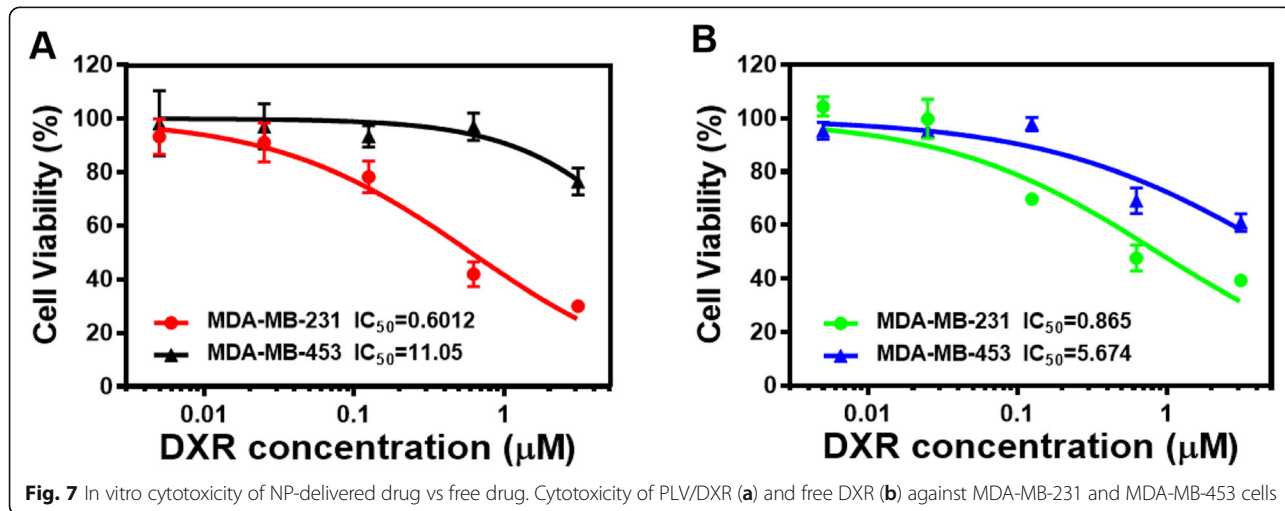 A
120
100
80
60
40
20
0
Cell Viability (%)
MDA-MB-231 IC₅₀=0.6012
MDA-MB-453 IC₅₀=11.05
0.01 0.1 1
DXR concentration (μM)
B
120
100
80
60
40
20
0
Cell Viability (%)
MDA-MB-231 IC₅₀=0.865
MDA-MB-453 IC₅₀=5.674
0.01 0.1 1
DXR concentration (μM)
Fig. 7 In vitro cytotoxicity of NP-delivered drug vs free drug. Cytotoxicity of PLV/DXR (a) and free DXR (b) against MDA-MB-231 and MDA-MB-453 cells